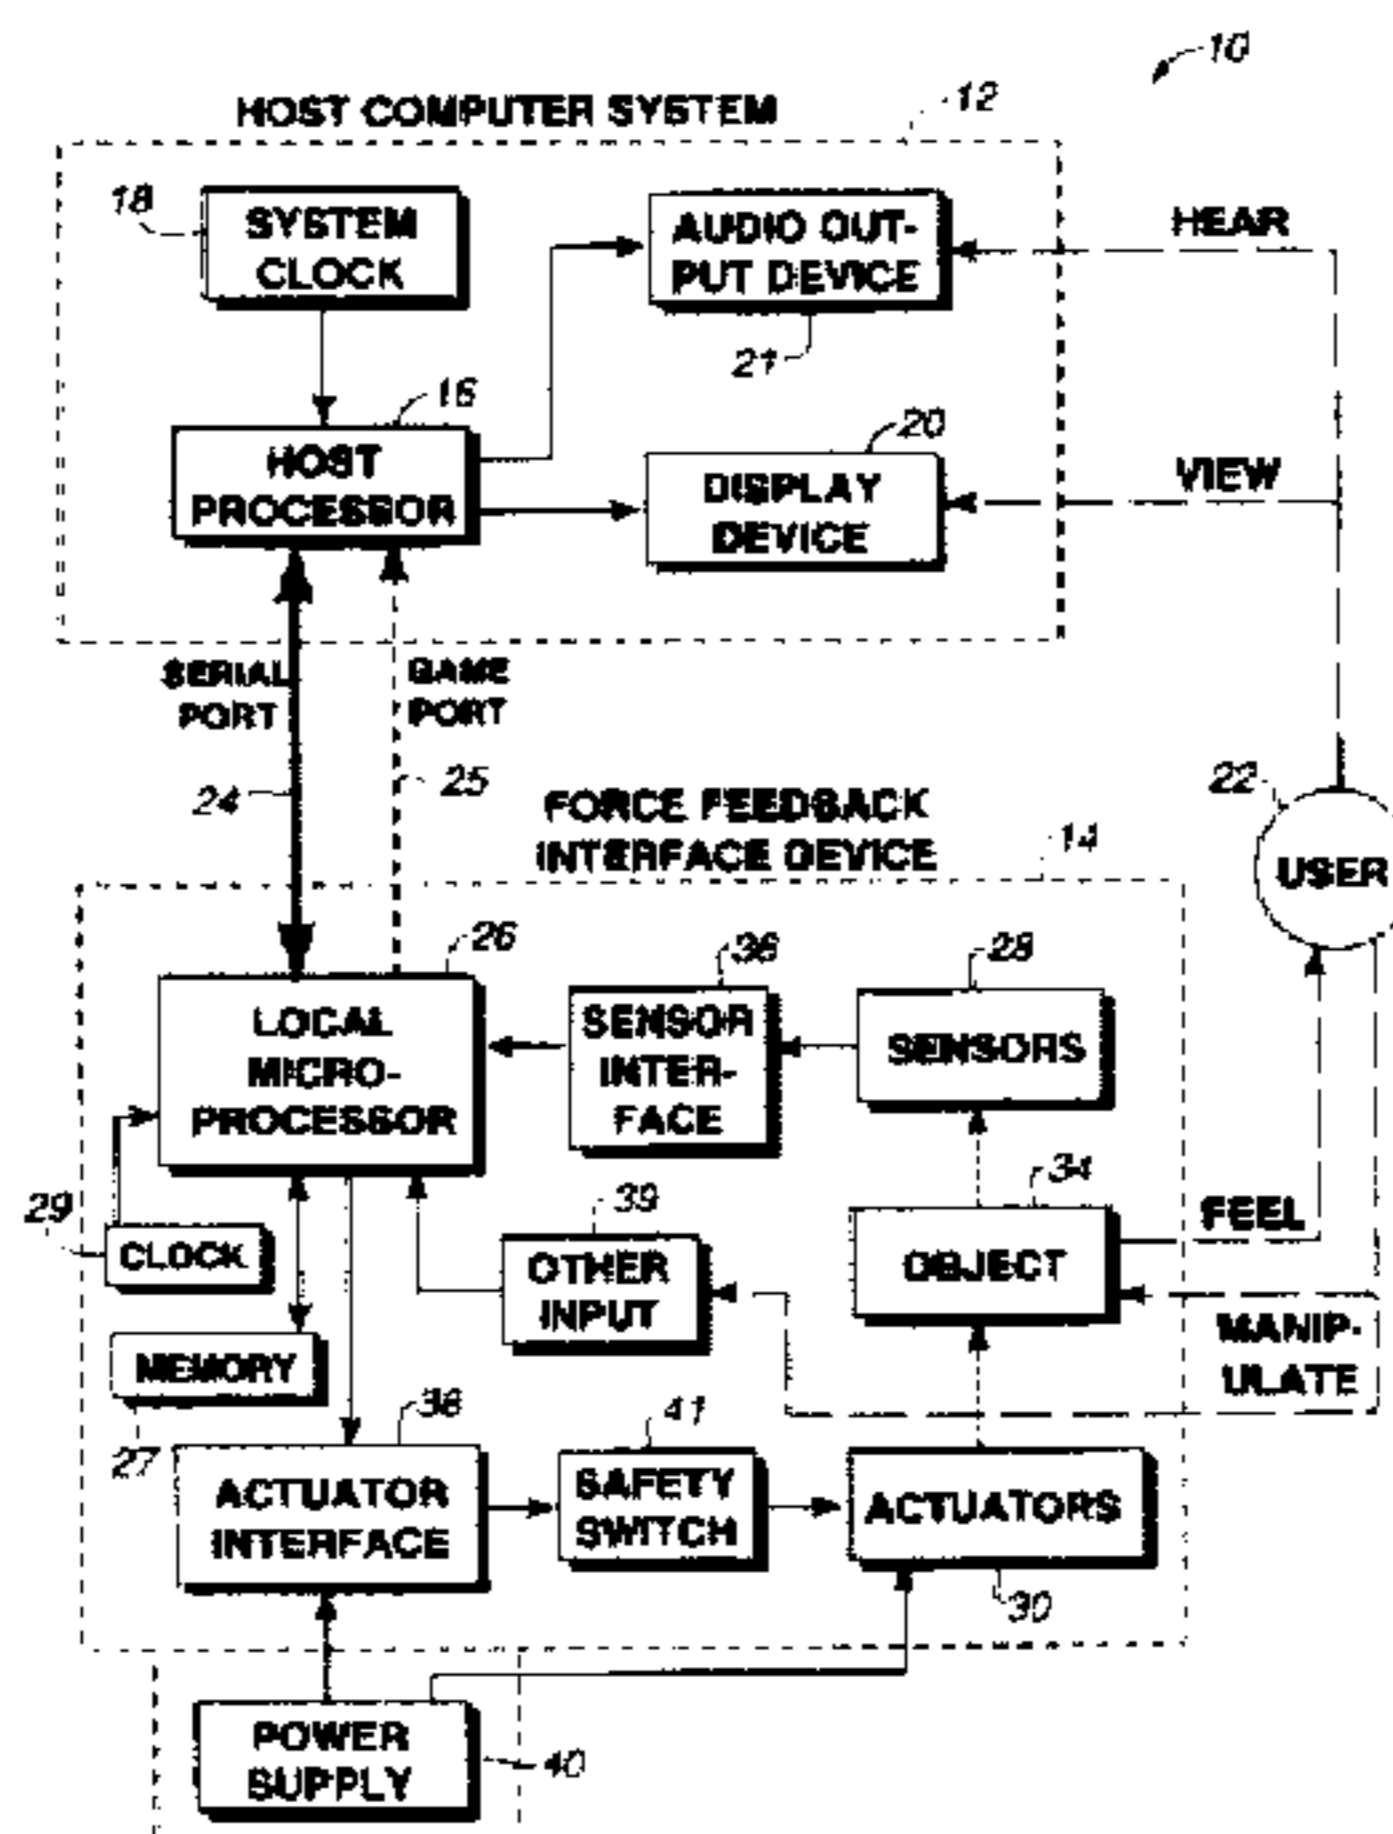 10
HOST COMPUTER SYSTEM
12
18
SYSTEM
CLOCK
AUDIO OUT-
PUT DEVICE
HEAR
21
16
HOST
PROCESSOR
20
DISPLAY
DEVICE
VIEW
SERIAL
PORT
GAME
PORT
24
25
FORCE FEEDBACK
INTERFACE DEVICE
14
22
USER
26
LOCAL
MICRO-
PROCESSOR
36
SENSOR
INTER-
FACE
28
SENSORS
29
CLOCK
39
OTHER
INPUT
34
OBJECT
FEEL
MANIP-
ULATE
MEMORY
27
38
ACTUATOR
INTERFACE
41
SAFETY
SWITCH
ACTUATORS
30
POWER
SUPPLY
40